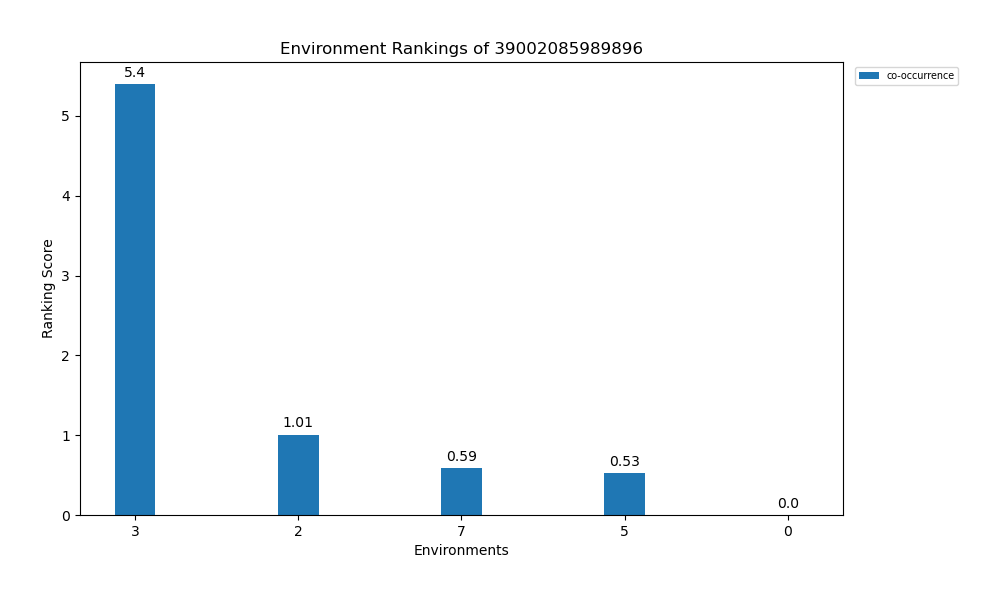 Environment Rankings of 39002085989896
5.4
co-occurrence
5
4
3
2
1
0
Ranking Score
1.01
0.59
0.53
0.0
3 2 7 5 0
Environments